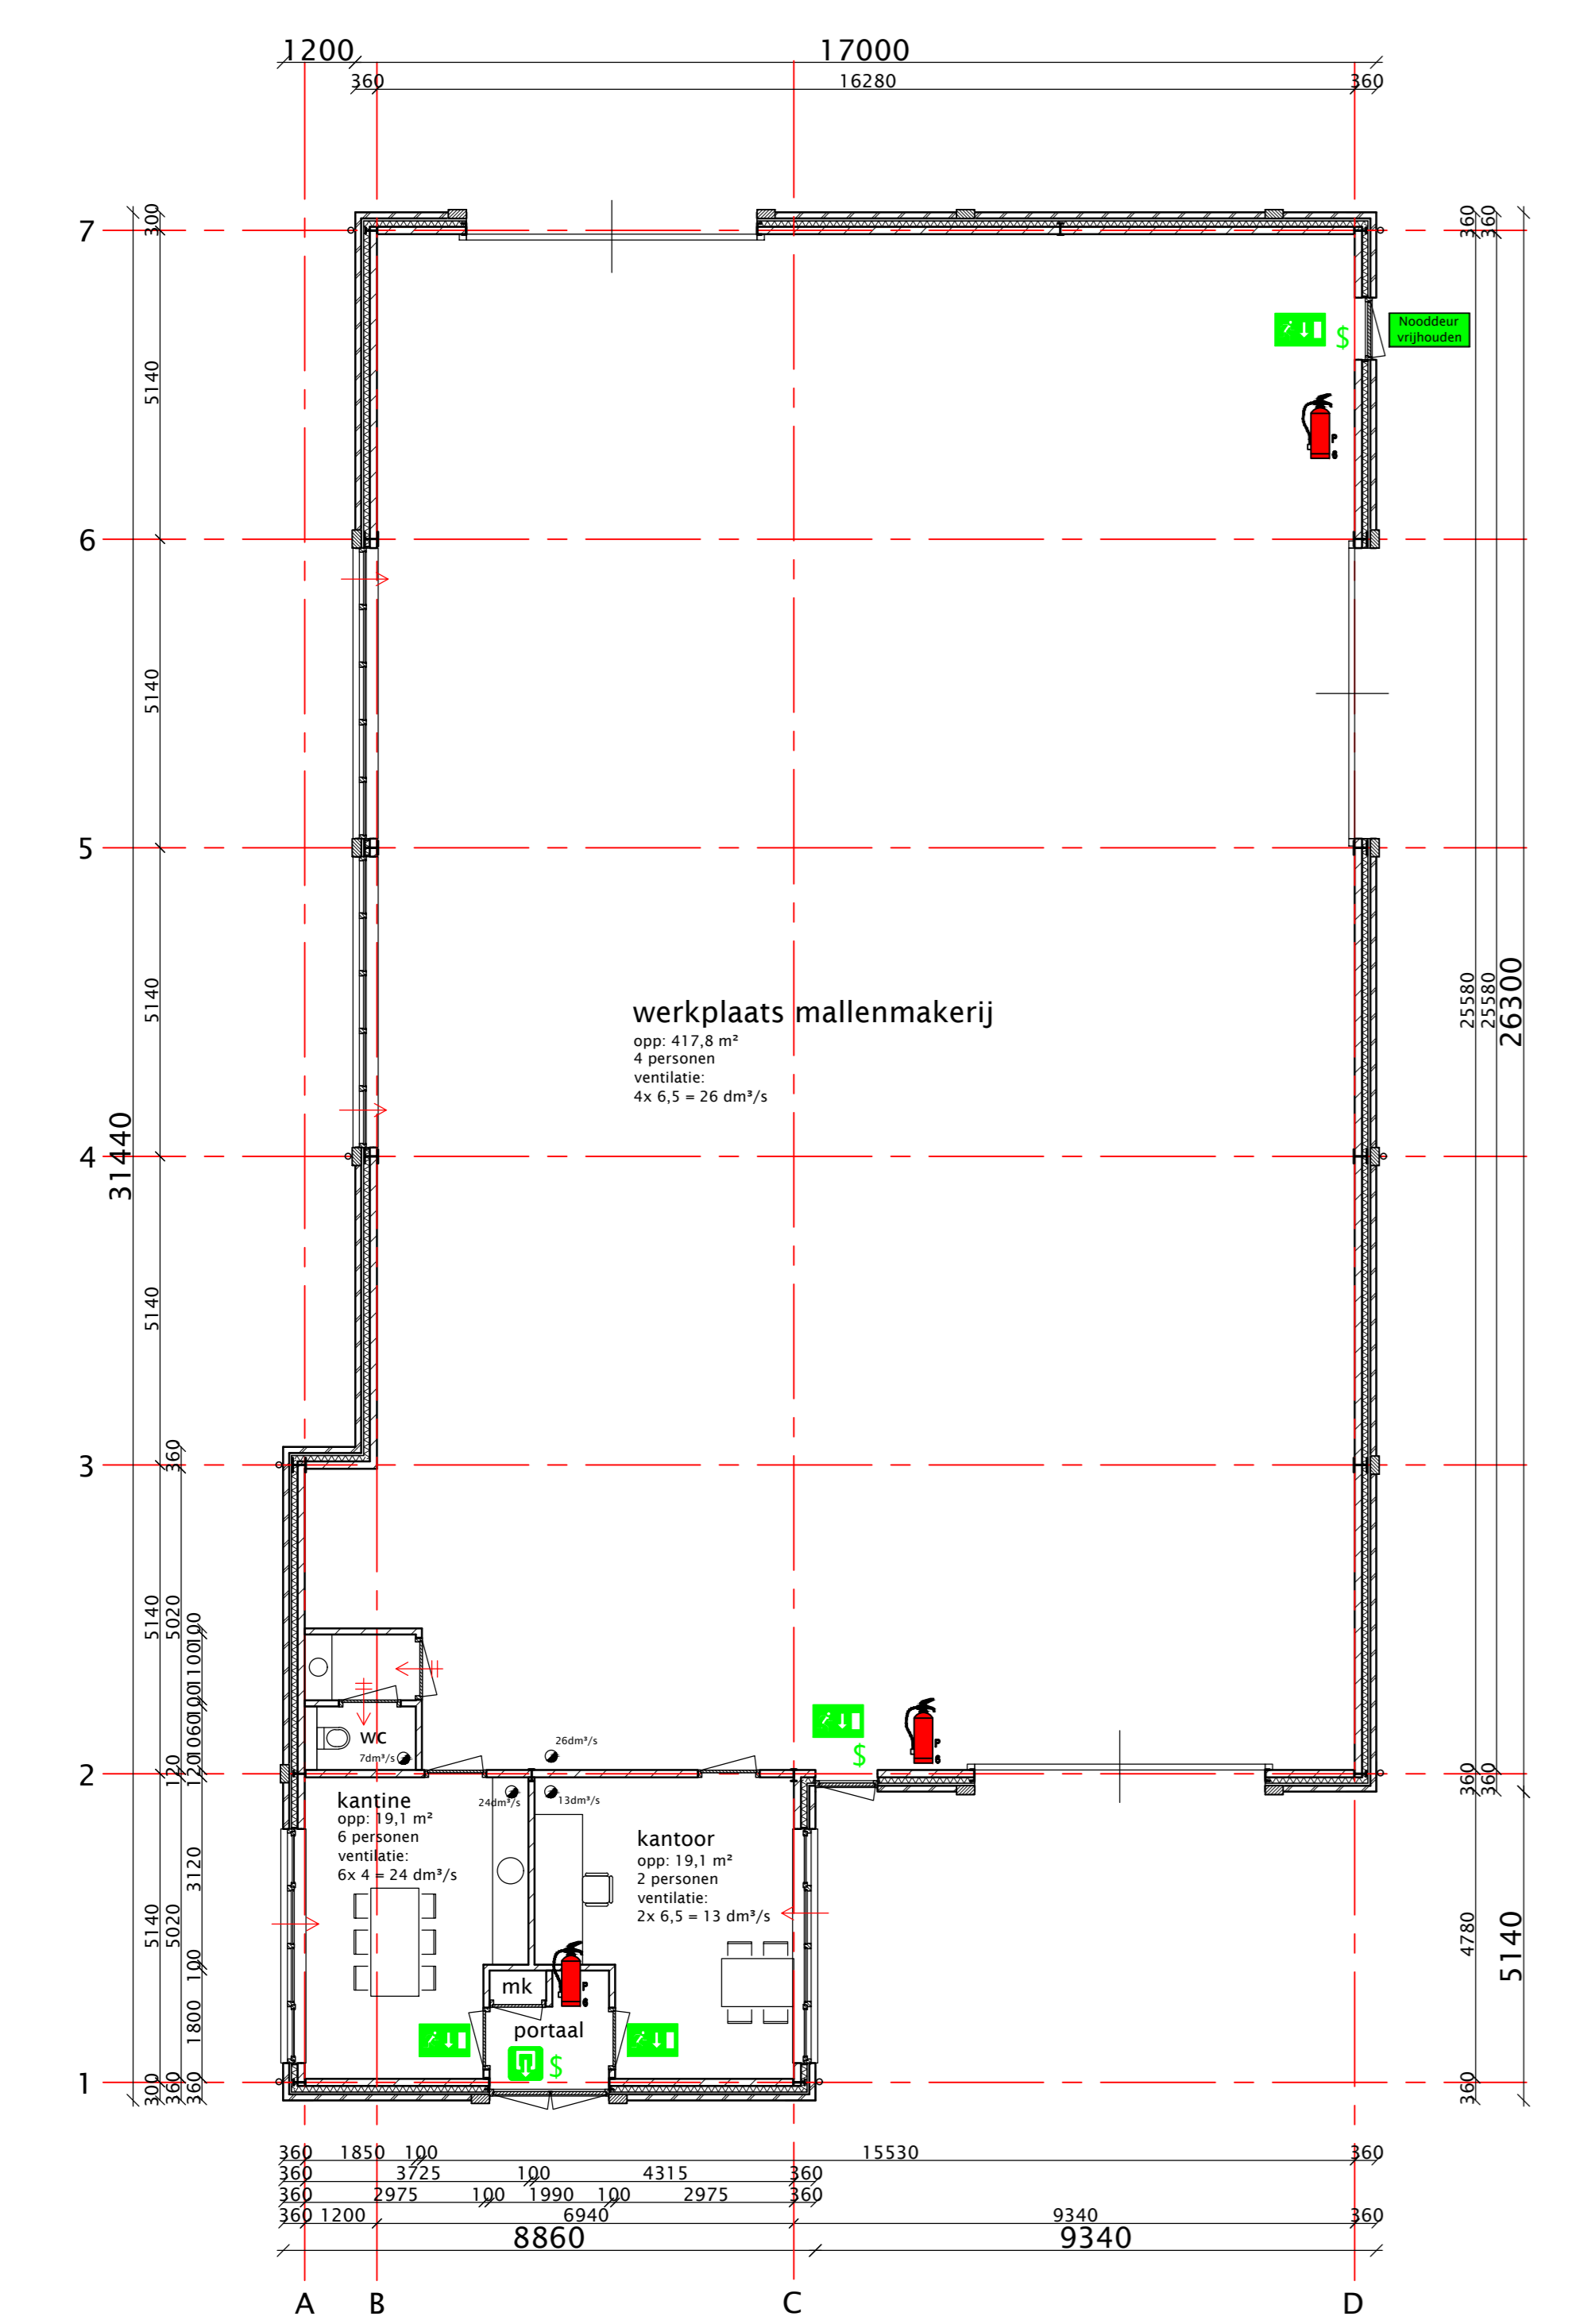 1200
17000
360
16280
360
7
300
360
360
Nooddeur
vrijhouden
5140
P
6
6
5140
5
werkplaats mallenmakerij
opp: 417,8 m²
4 personen
ventilatie:
4x 6,5 = 26 dm³/s
5140
25580
25580
26300
4
31440
5140
3
360
5140
5020
100
1100
100
1060
120
120
wc
7dm³/s
26dm³/s
P
6
2
360
360
24dm³/s
13dm³/s
kantine
opp: 19,1 m²
6 personen
ventilatie:
6x 4 = 24 dm³/s
kantoor
opp: 19,1 m²
2 personen
ventilatie:
2x 6,5 = 13 dm³/s
5140
5020
3120
100
1800
4780
5140
mk
P
6
portaal
1
300
360
360
360
360
1850
100
15530
360
360
3725
100
4315
360
360
2975
100
1990
100
2975
360
360
1200
6940
9340
360
8860
9340
A
B
C
D